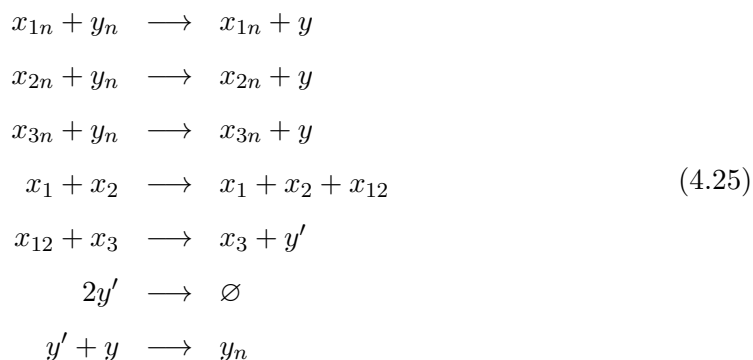 x₁ₙ + yₙ ⟶ x₁ₙ + y
x₂ₙ + yₙ ⟶ x₂ₙ + y
x₃ₙ + yₙ ⟶ x₃ₙ + y
x₁ + x₂ ⟶ x₁ + x₂ + x₁₂ (4.25)
x₁₂ + x₃ ⟶ x₃ + y′
2y′ ⟶ ∅
y′ + y ⟶ yₙ